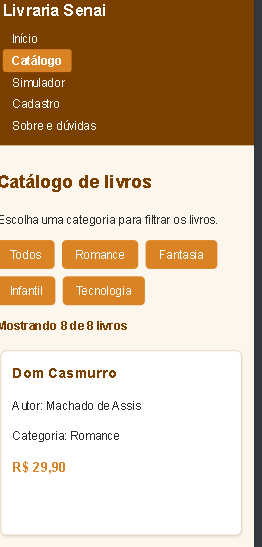 Livraria Senai
Início
Catálogo
Simulador
Cadastro
Sobre e dúvidas
Catálogo de livros
Escolha uma categoria para filtrar os livros.
Todos Romance Fantasia
Infantil Tecnologia
Mostrando 8 de 8 livros
Dom Casmurro
Autor: Machado de Assis
Categoria: Romance
R$ 29,90